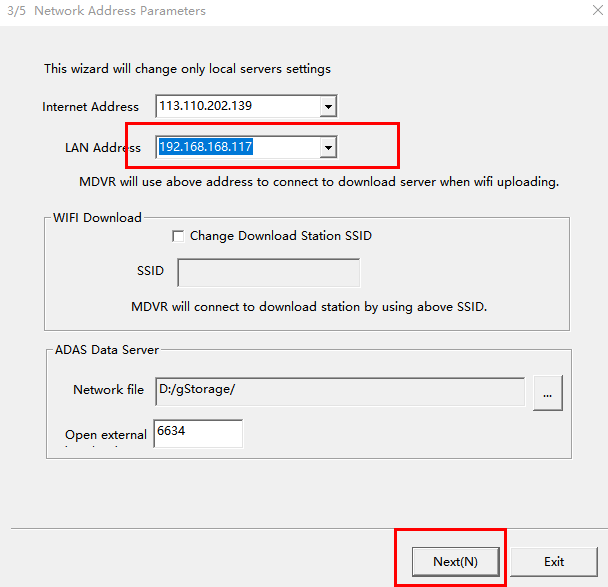 3/5 Network Address Parameters
This wizard will change only local servers settings
Internet Address 113.110.202.139
LAN Address 192.168.168.117
MDVR will use above address to connect to download server when wifi uploading.
WIFI Download
Change Download Station SSID
SSID
MDVR will connect to download station by using above SSID.
ADAS Data Server
Network file D:/gStorage/ ...
Open external 6634
Next(N) Exit